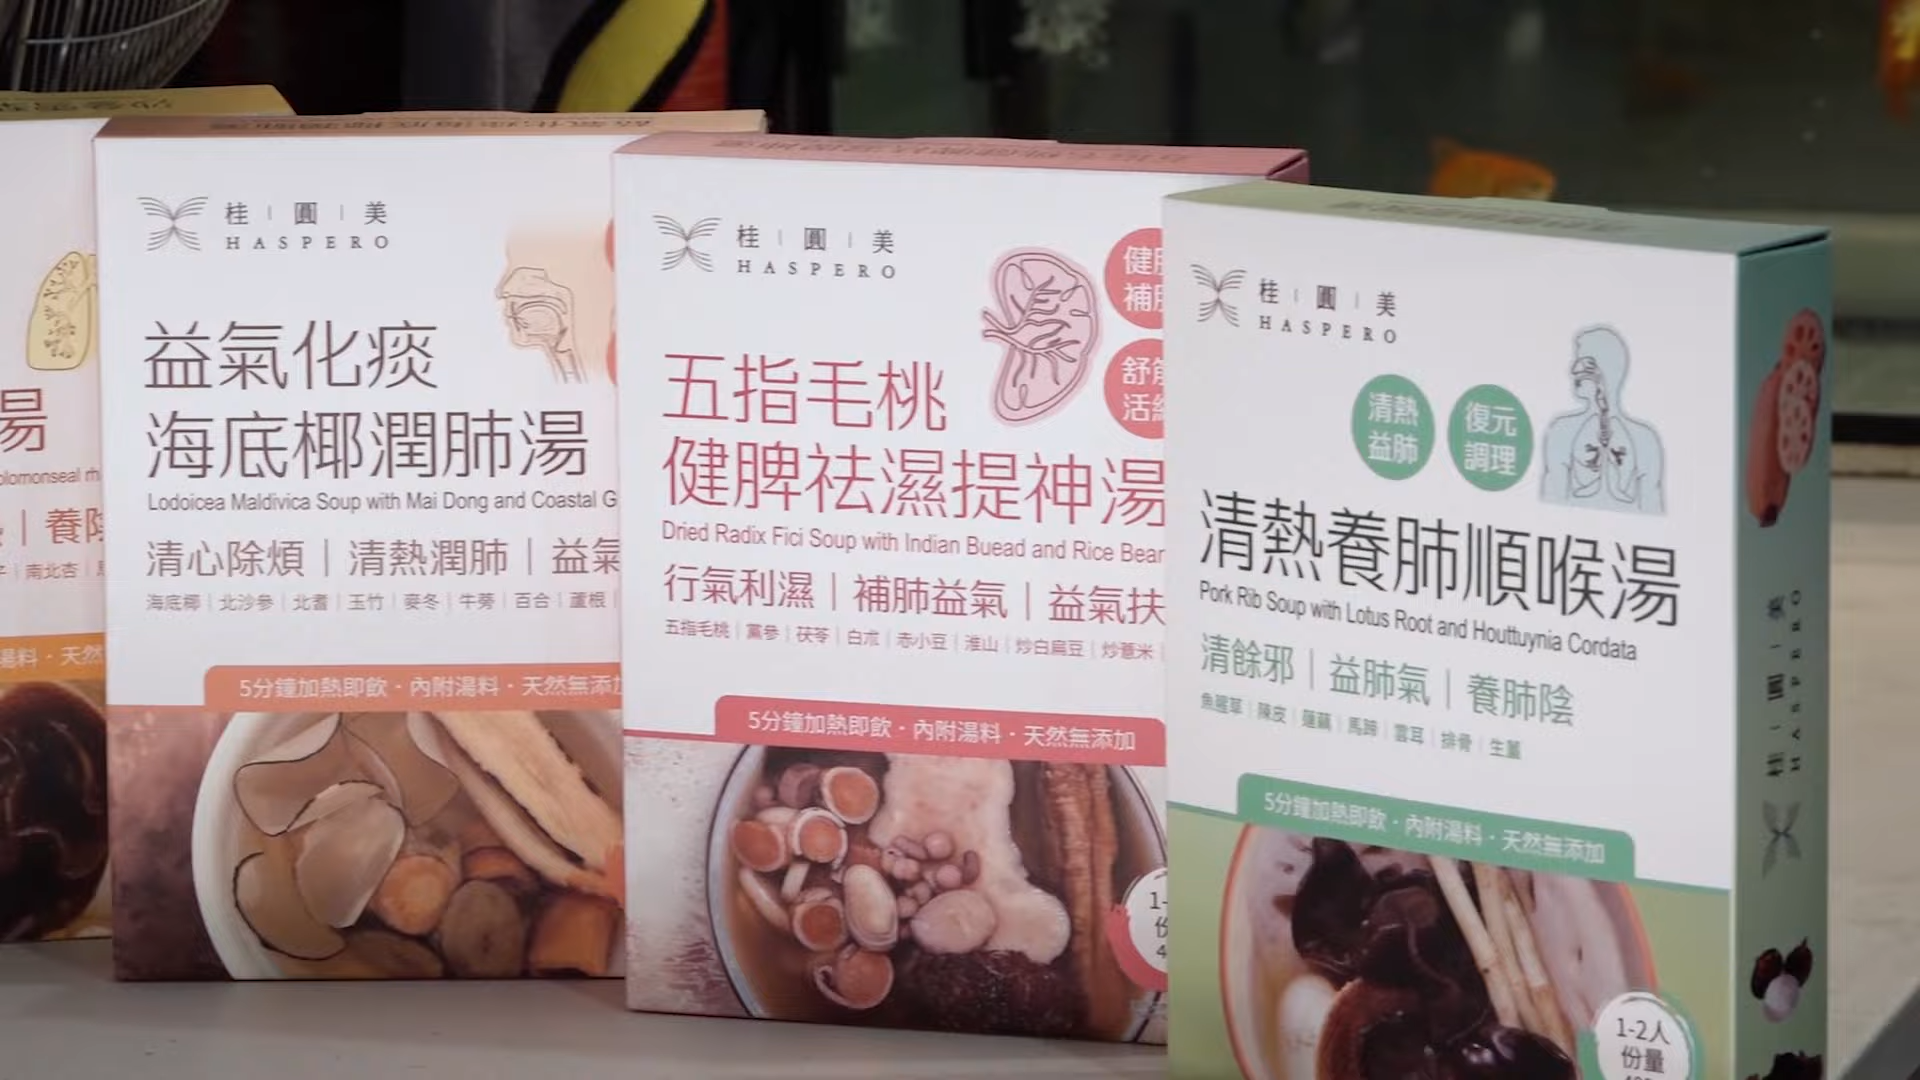 湯
olomonseal
養
南北杏
湯料·天然
桂圓美
HASPERO
益氣化痰
海底椰潤肺湯
Lodoicea Maldivica Soup with Mai Dong and Coastal G
清心除煩｜清熱潤肺｜益氣
海底椰｜北沙參｜北耆｜玉竹｜麥冬｜牛蒡｜百合｜蘆根｜
5分鐘加熱即飲·內附湯料·天然無添加
桂圓美
HASPERO
健
補
舒
活
五指毛桃
健脾祛濕提神湯
Dried Radix Fici Soup with Indian Buead and Rice Bean
行氣利濕｜補肺益氣｜益氣扶
五指毛桃｜黨參｜茯苓｜白朮｜赤小豆｜淮山｜炒白扁豆｜炒薏米｜
5分鐘加熱即飲·內附湯料·天然無添加
1-
桂圓美
HASPERO
清熱
益肺
復元
調理
清熱養肺順喉湯
Pork Rib Soup with Lotus Root and Houttuynia Cordata
清餘邪｜益肺氣｜養肺陰
魚腥草｜陳皮｜蓮藕｜馬蹄｜雲耳｜排骨｜生薑
5分鐘加熱即飲·內附湯料·天然無添加
1-2人
份量
桂圓美
HASPERO